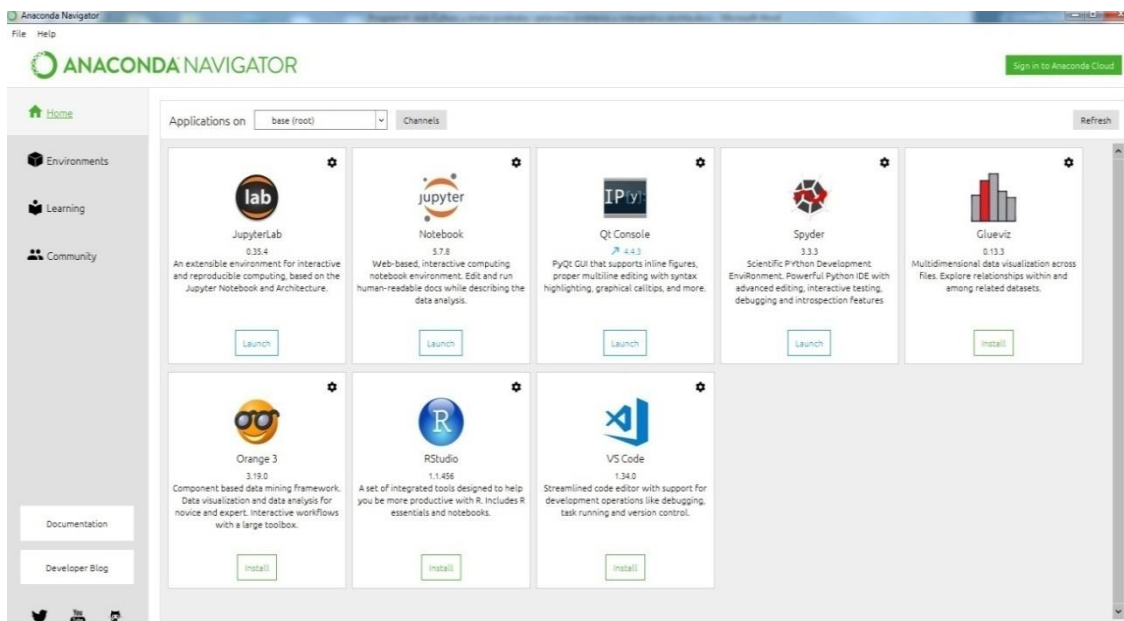 Anaconda Navigator
File Help
ANACONDA NAVIGATOR
Sign in to Anaconda Cloud
Home
Environments
Learning
Community
Documentation
Developer Blog
Applications on base (root) Channels Refresh
lab
JupyterLab
0.35.4
An extensible environment for interactive
and reproducible computing, based on the
Jupyter Notebook and Architecture.
Launch
jupyter
Notebook
5.7.8
Web-based, interactive computing
notebook environment. Edit and run
human-readable docs while describing the
data analysis.
Launch
IP[y]:
Qt Console
4.4.3
PyQt GUI that supports inline figures,
proper multiline editing with syntax
highlighting, graphical calltips, and more.
Launch
Spyder
3.3.3
Scientific PYthon Development
EnviRonment. Powerful Python IDE with
advanced editing, interactive testing,
debugging and introspection features
Launch
Glueviz
0.13.3
Multidimensional data visualization across
files. Explore relationships within and
among related datasets.
Install
Orange 3
3.19.0
Component based data mining framework.
Data visualization and data analysis for
novice and expert. Interactive workflows
with a large toolbox.
Install
R
RStudio
1.1.456
A set of integrated tools designed to help
you be more productive with R. Includes R
essentials and notebooks.
Install
VS Code
1.34.0
Streamlined code editor with support for
development operations like debugging,
task running and version control.
Install
You